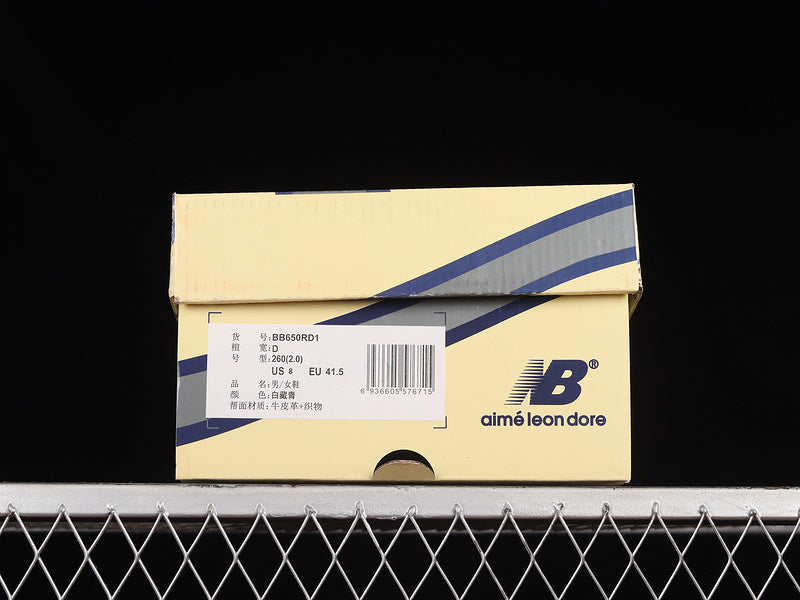 货 号:BB650RD1
楦 宽:D
号 型:260(2.0)
US 8 EU 41.5
品 名:男/女鞋
颜 色:白藏青
帮面材质:牛皮革+织物
6 936605 576715
NB®
aimé leon dore